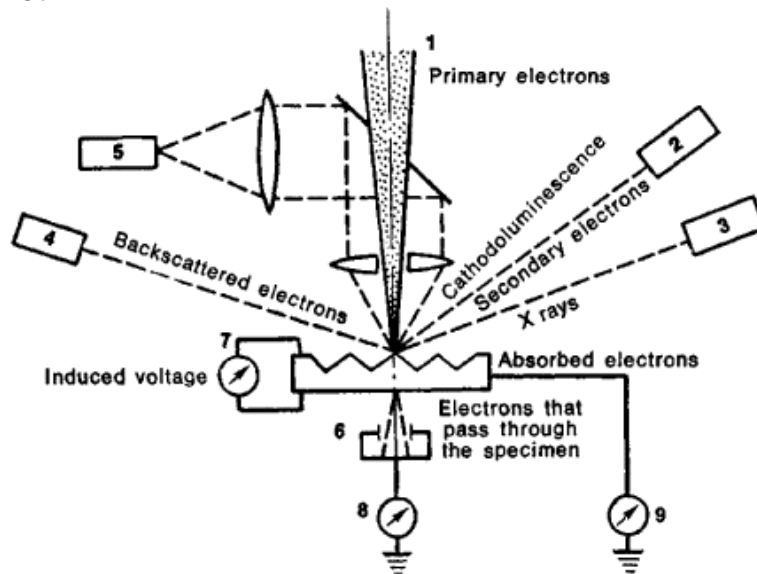 1
Primary electrons
5
2
Cathodoluminescence
Secondary electrons
3
X rays
4
Backscattered electrons
7
Induced voltage
Absorbed electrons
6
Electrons that
pass through
the specimen
8
9